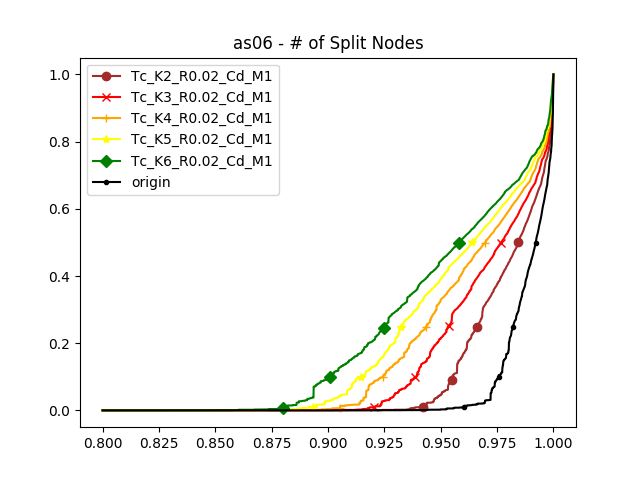 as06 - # of Split Nodes
1.0
0.8
0.6
0.4
0.2
0.0
Tc_K2_R0.02_Cd_M1
Tc_K3_R0.02_Cd_M1
Tc_K4_R0.02_Cd_M1
Tc_K5_R0.02_Cd_M1
Tc_K6_R0.02_Cd_M1
origin
0.800 0.825 0.850 0.875 0.900 0.925 0.950 0.975 1.000